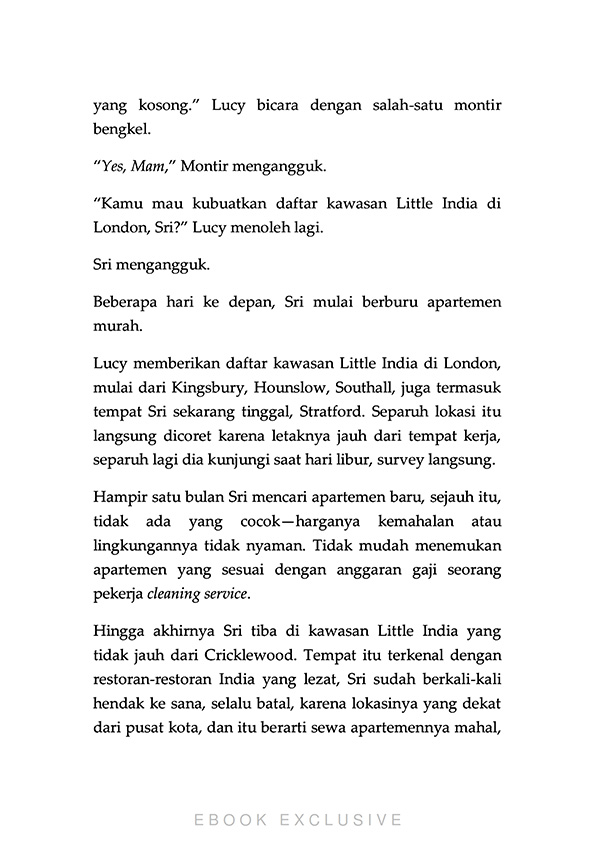 yang kosong.” Lucy bicara dengan salah-satu montir
bengkel.
“Yes, Mam,” Montir mengangguk.
“Kamu mau kubuatkan daftar kawasan Little India di
London, Sri?” Lucy menoleh lagi.
Sri mengangguk.
Beberapa hari ke depan, Sri mulai berburu apartemen
murah.
Lucy memberikan daftar kawasan Little India di London,
mulai dari Kingsbury, Hounslow, Southall, juga termasuk
tempat Sri sekarang tinggal, Stratford. Separuh lokasi itu
langsung dicoret karena letaknya jauh dari tempat kerja,
separuh lagi dia kunjungi saat hari libur, survey langsung.
Hampir satu bulan Sri mencari apartemen baru, sejauh itu,
tidak ada yang cocok—harganya kemahalan atau
lingkungannya tidak nyaman. Tidak mudah menemukan
apartemen yang sesuai dengan anggaran gaji seorang
pekerja cleaning service.
Hingga akhirnya Sri tiba di kawasan Little India yang
tidak jauh dari Cricklewood. Tempat itu terkenal dengan
restoran-restoran India yang lezat, Sri sudah berkali-kali
hendak ke sana, selalu batal, karena lokasinya yang dekat
dari pusat kota, dan itu berarti sewa apartemennya mahal,
EBOOK EXCLUSIVE